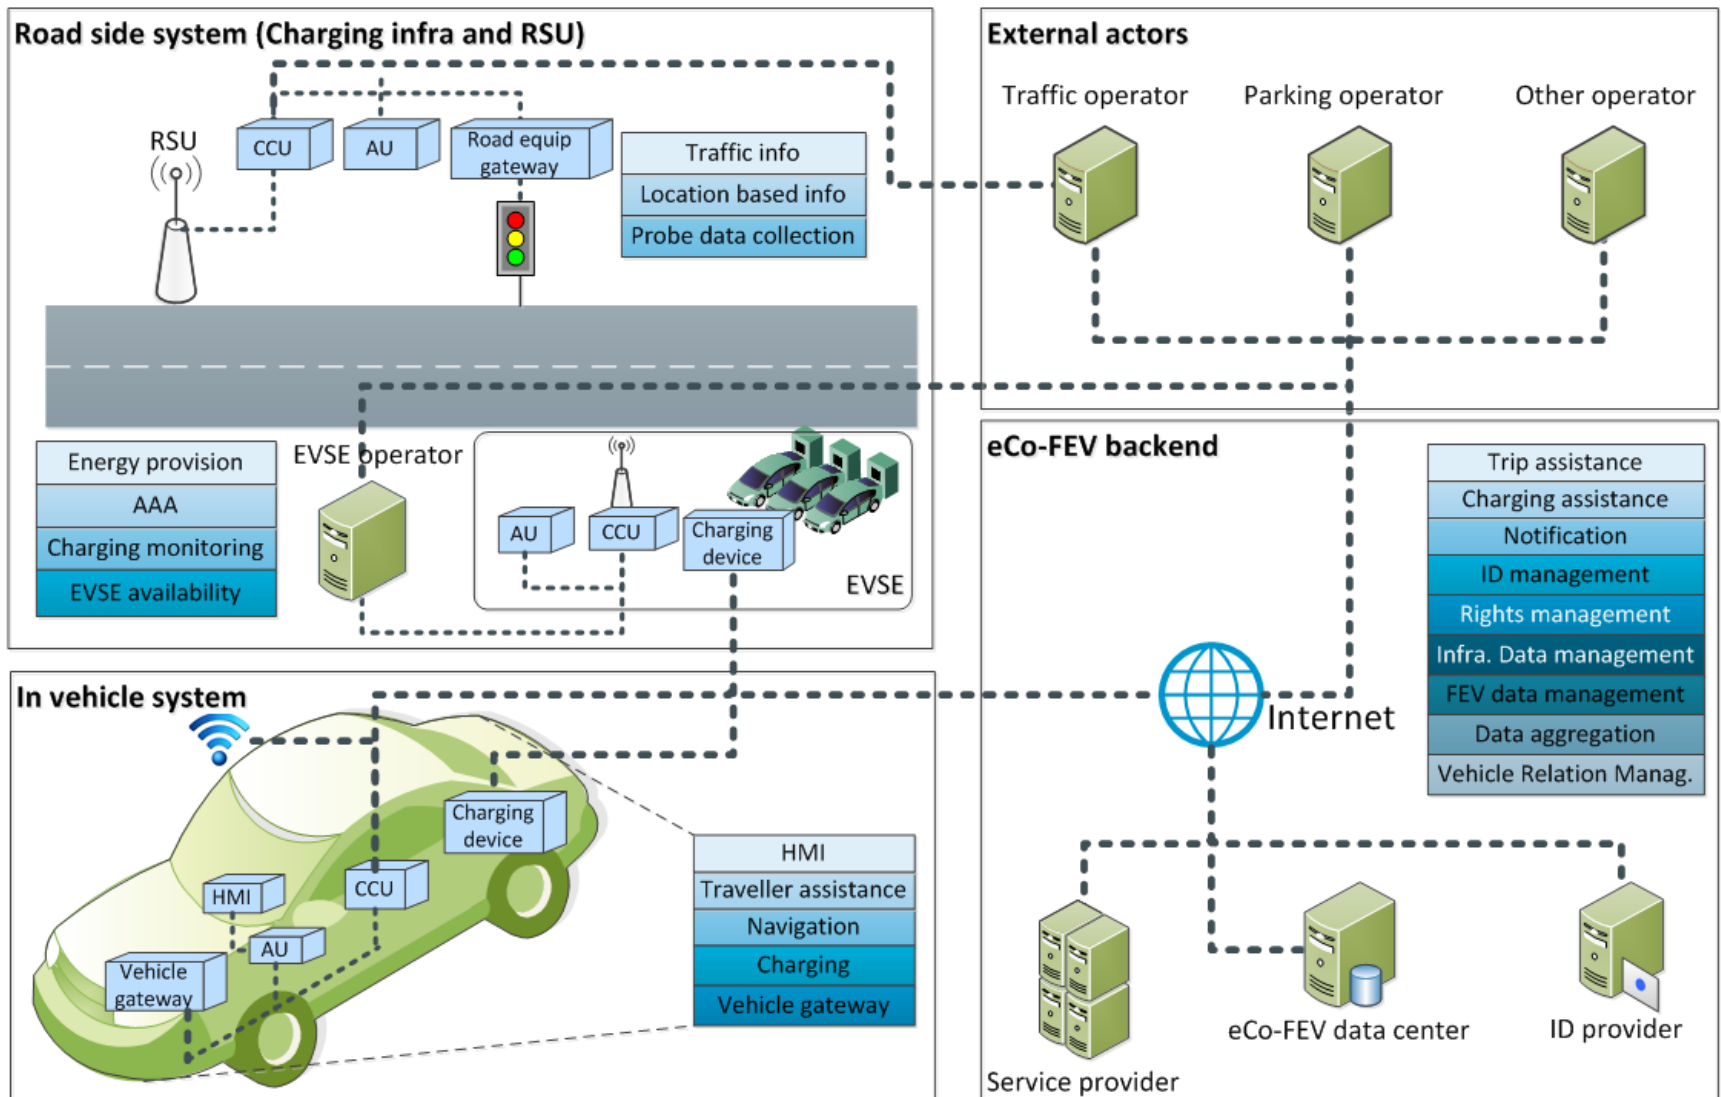 Road side system (Charging infra and RSU)
RSU
CCU
AU
Road equip
gateway
Traffic info
Location based info
Probe data collection
Energy provision
AAA
Charging monitoring
EVSE availability
EVSE operator
AU
CCU
Charging
device
EVSE
External actors
Traffic operator
Parking operator
Other operator
In vehicle system
Charging
device
CCU
HMI
AU
Vehicle
gateway
HMI
Traveller assistance
Navigation
Charging
Vehicle gateway
eCo-FEV backend
Trip assistance
Charging assistance
Notification
ID management
Rights management
Infra. Data management
FEV data management
Data aggregation
Vehicle Relation Manag.
Internet
Service provider
eCo-FEV data center
ID provider